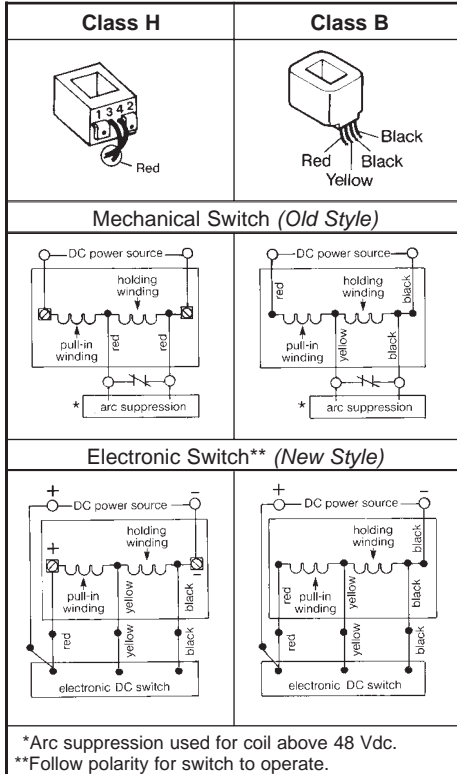 Class H
Class B
1 3 4 2
Red
Black
Red
Black
Yellow
Mechanical Switch (Old Style)
DC power source
holding
winding
pull-in
winding
red
red
arc suppression
*
DC power source
red
holding
winding
black
pull-in
winding
yellow
black
arc suppression
*
Electronic Switch** (New Style)
+
DC power source
–
+
holding
winding
–
pull-in
winding
yellow
black
red
yellow
black
electronic DC switch
+
DC power source
–
holding
winding
black
red
pull-in
winding
yellow
black
red
yellow
black
electronic DC switch
*Arc suppression used for coil above 48 Vdc.
**Follow polarity for switch to operate.